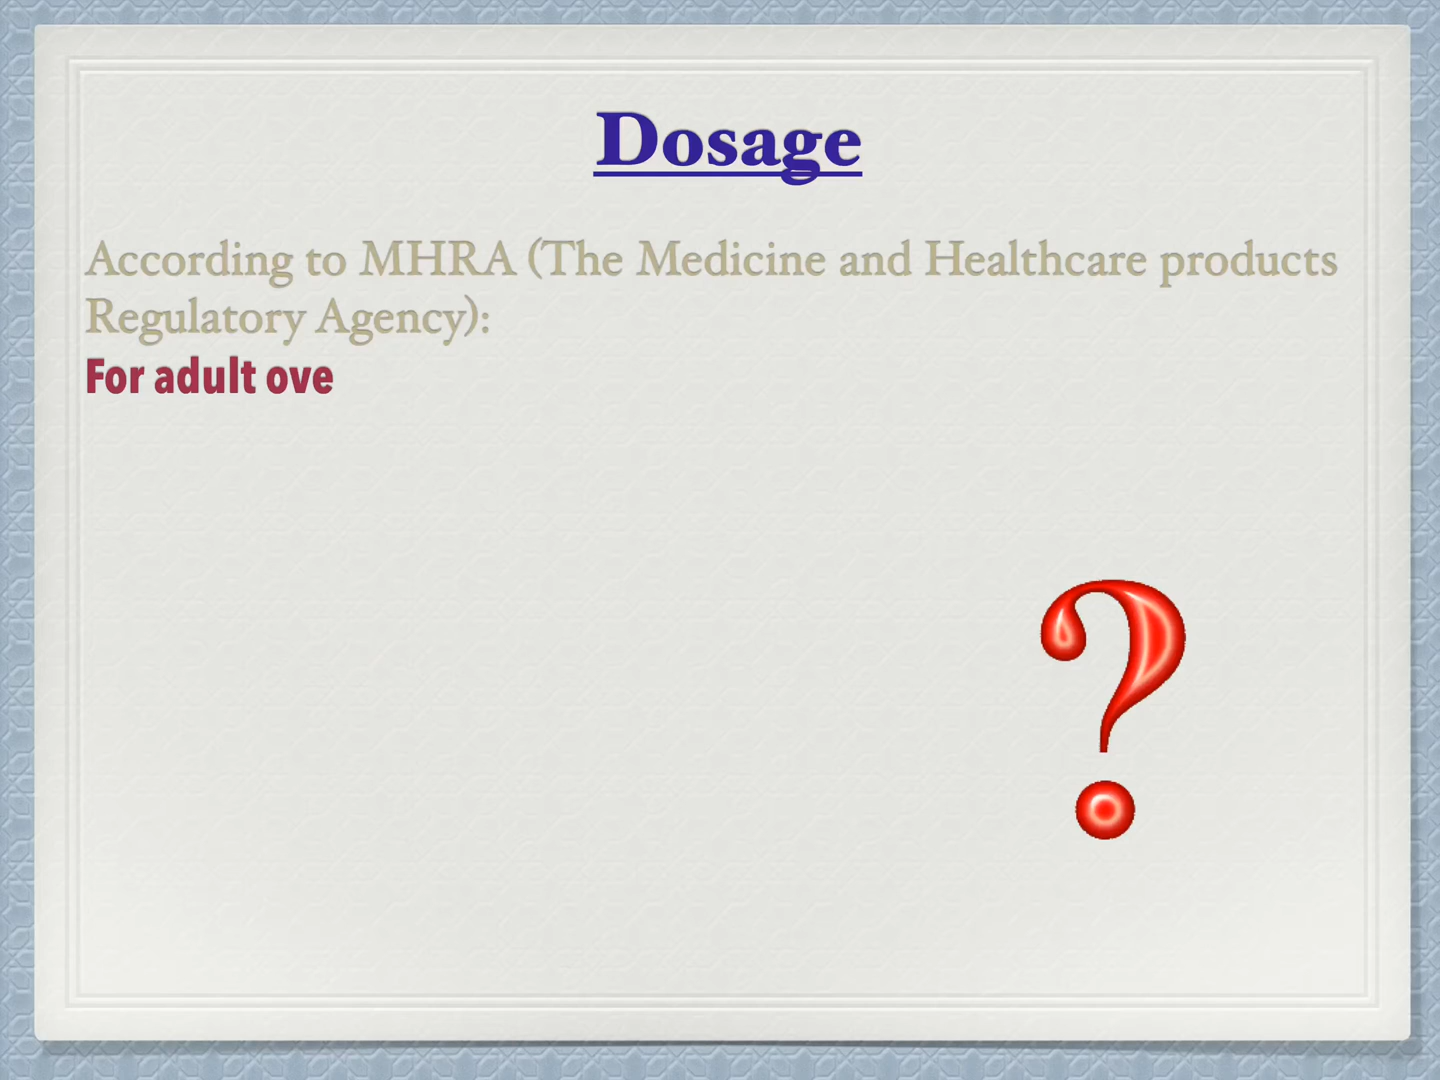 Dosage
According to MHRA (The Medicine and Healthcare products
Regulatory Agency):
For adult ove
?